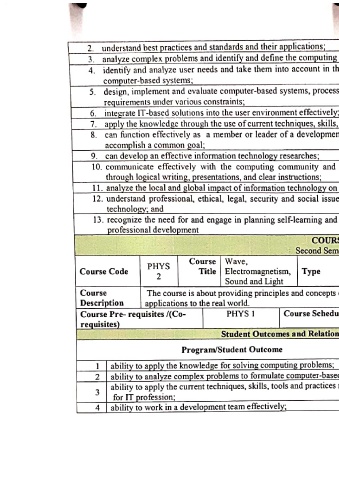 2. understand best practices and standards and their applications;
3. analyze complex problems and identify and define the computing
4. identify and analyze user needs and take them into account in th
computer-based systems;
5. design, implement and evaluate computer-based systems, process
requirements under various constraints;
6. integrate IT-based solutions into the user environment effectively;
7. apply the knowledge through the use of current techniques, skills,
8. can function effectively as a member or leader of a developmen
accomplish a common goal;
9. can develop an effective information technology researches;
10. communicate effectively with the computing community and
through logical writing, presentations, and clear instructions;
11. analyze the local and global impact of information technology on
12. understand professional, ethical, legal, security and social issue
technology; and
13. recognize the need for and engage in planning self-learning and
professional development
COURS
Second Sem
Course Code PHYS 2 Course Title Wave, Electromagnetism, Sound and Light Type
Course Description The course is about providing principles and concepts
applications to the real world.
Course Pre- requisites /(Co-requisites) PHYS 1 Course Schedu
Student Outcomes and Relation
Program/Student Outcome
1 ability to apply the knowledge for solving computing problems;
2 ability to analyze complex problems to formulate computer-base
3 ability to apply the current techniques, skills, tools and practices
for IT profession;
4 ability to work in a development team effectively;